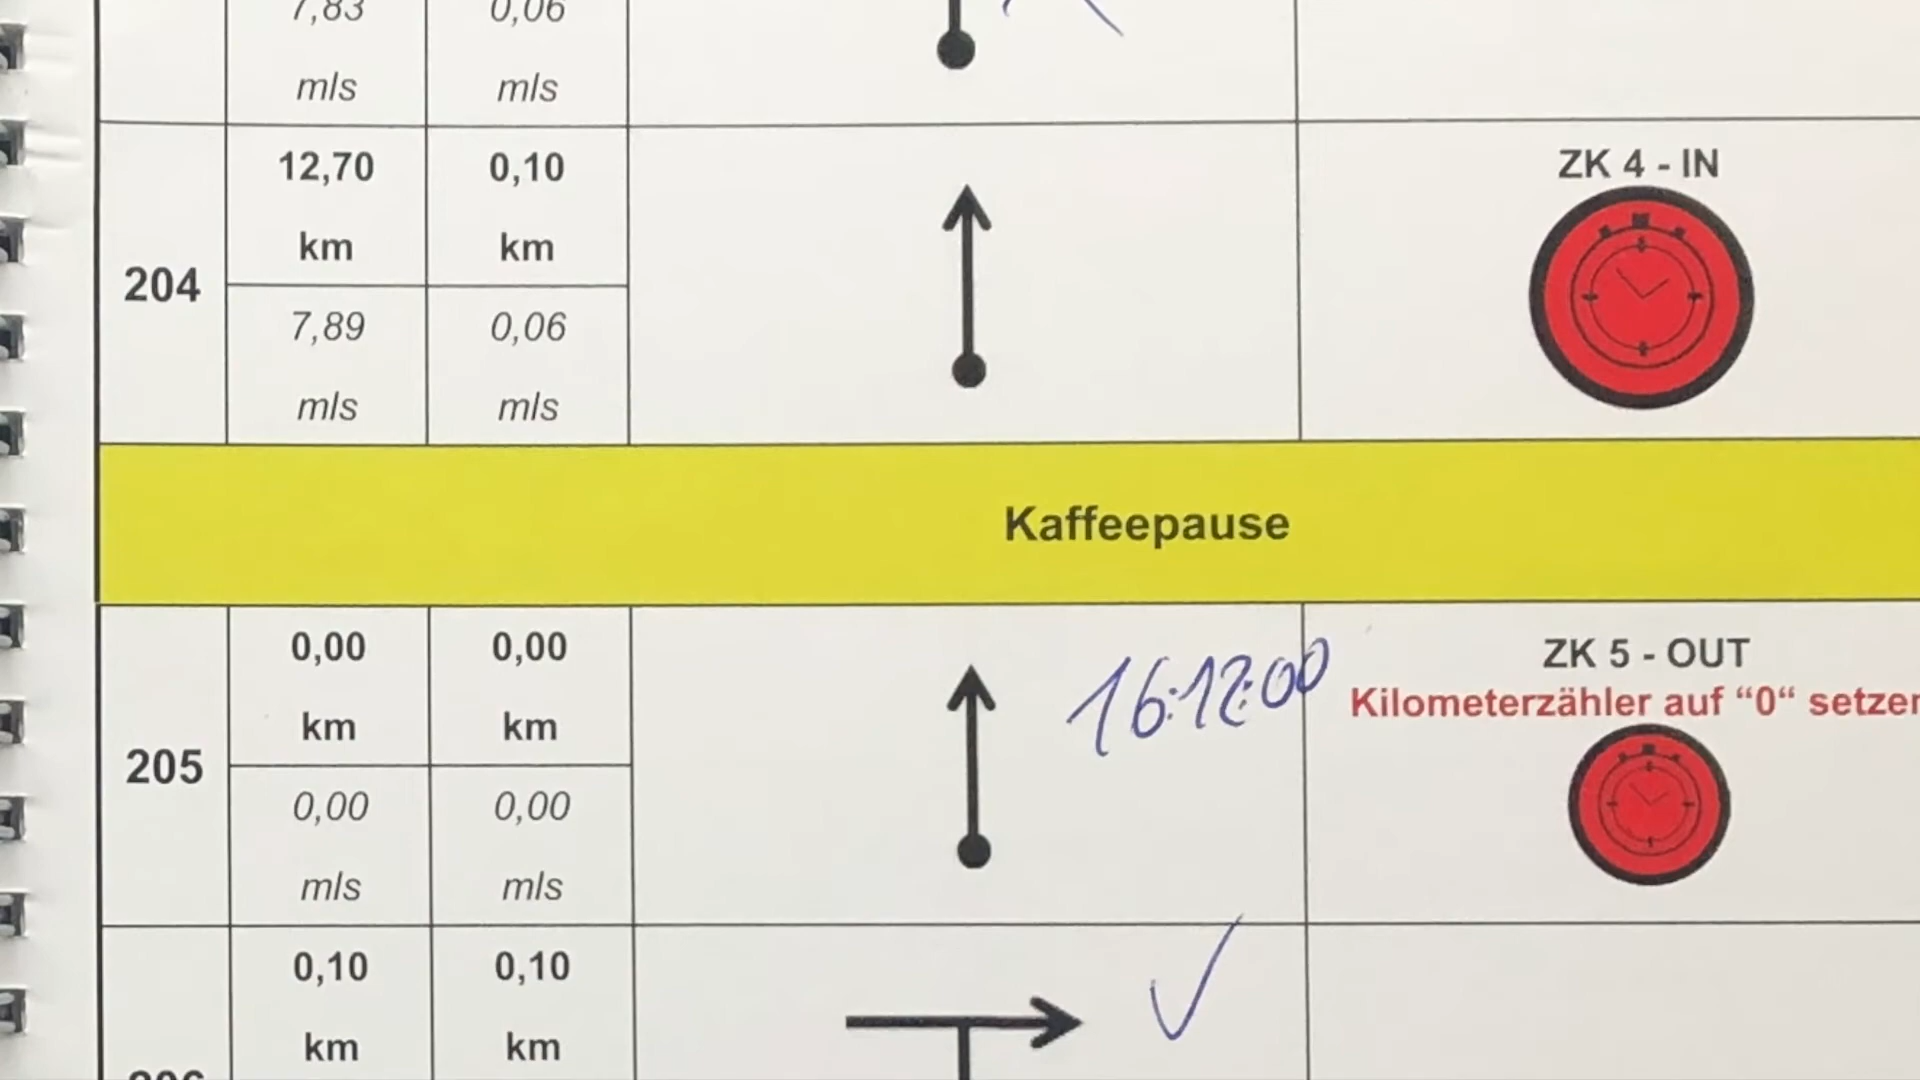 7,83 0,06
mls mls
204
12,70 0,10
km km
7,89 0,06
mls mls
ZK 4 - IN
Kaffeepause
205
0,00 0,00
km km
0,00 0,00
mls mls
16:12:00
ZK 5 - OUT
Kilometerzähler auf “0“ setzen
0,10 0,10
km km